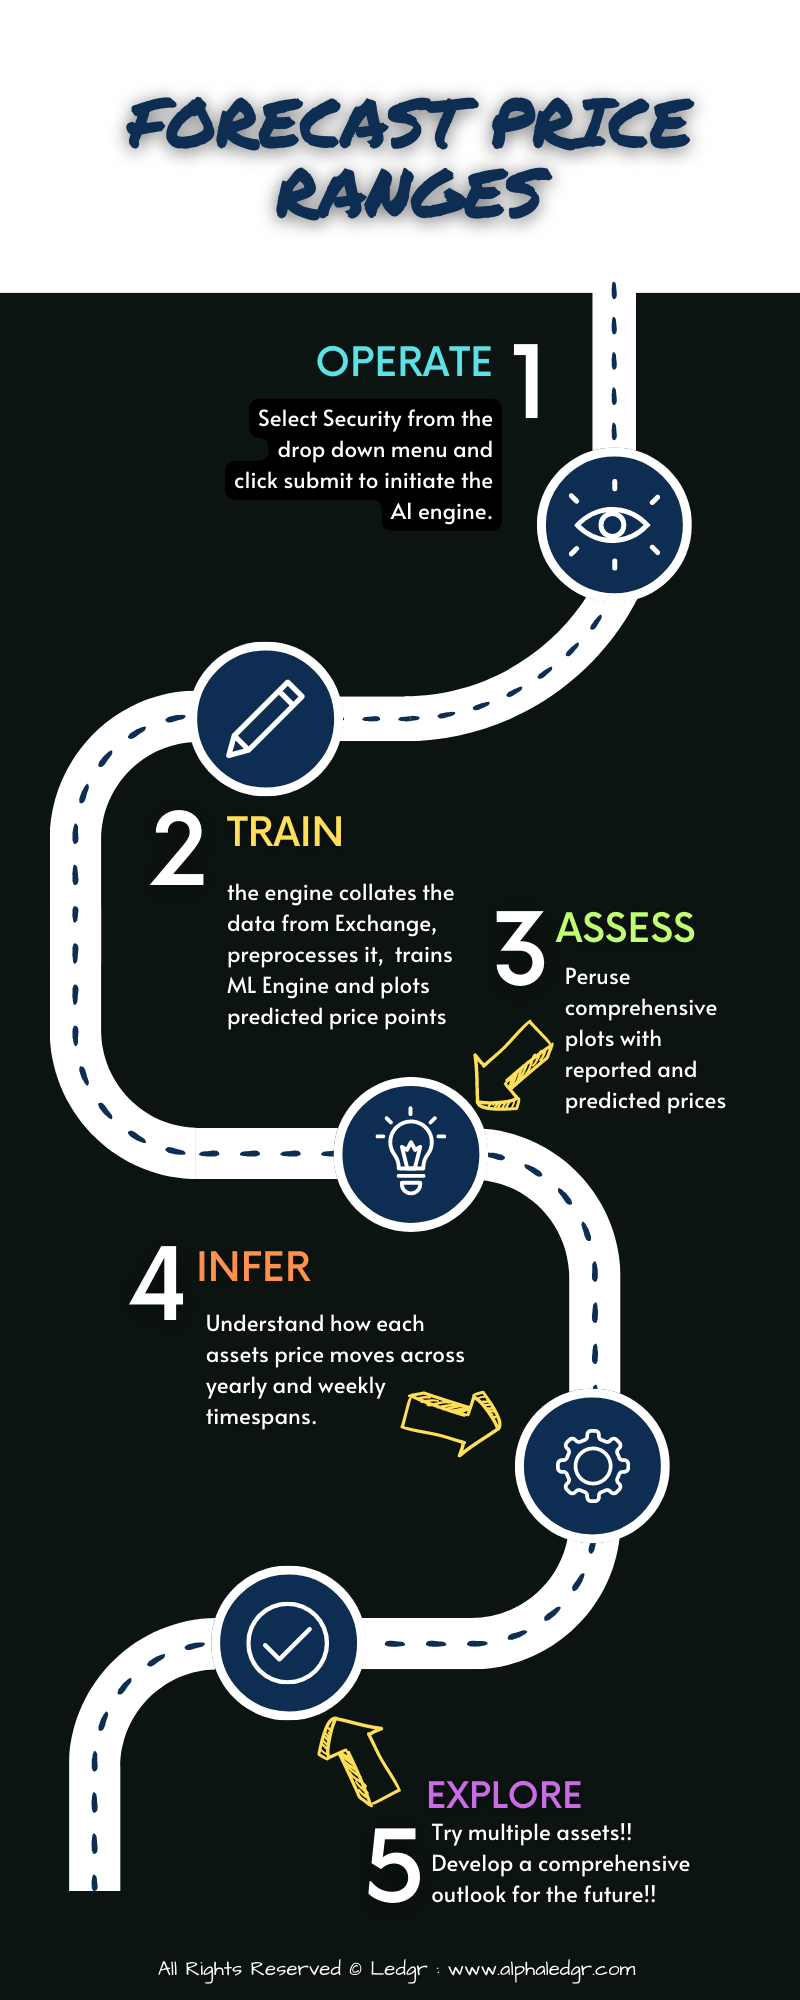 FORECAST PRICE
RANGES
OPERATE
1
Select Security from the
drop down menu and
click submit to initiate the
AI engine.
2
TRAIN
the engine collates the
data from Exchange,
preprocesses it, trains
ML Engine and plots
predicted price points
3
ASSESS
Peruse
comprehensive
plots with
reported and
predicted prices
4
INFER
Understand how each
assets price moves across
yearly and weekly
timespans.
EXPLORE
5
Try multiple assets!!
Develop a comprehensive
outlook for the future!!
All Rights Reserved © Ledgr : www.alphaledgr.com